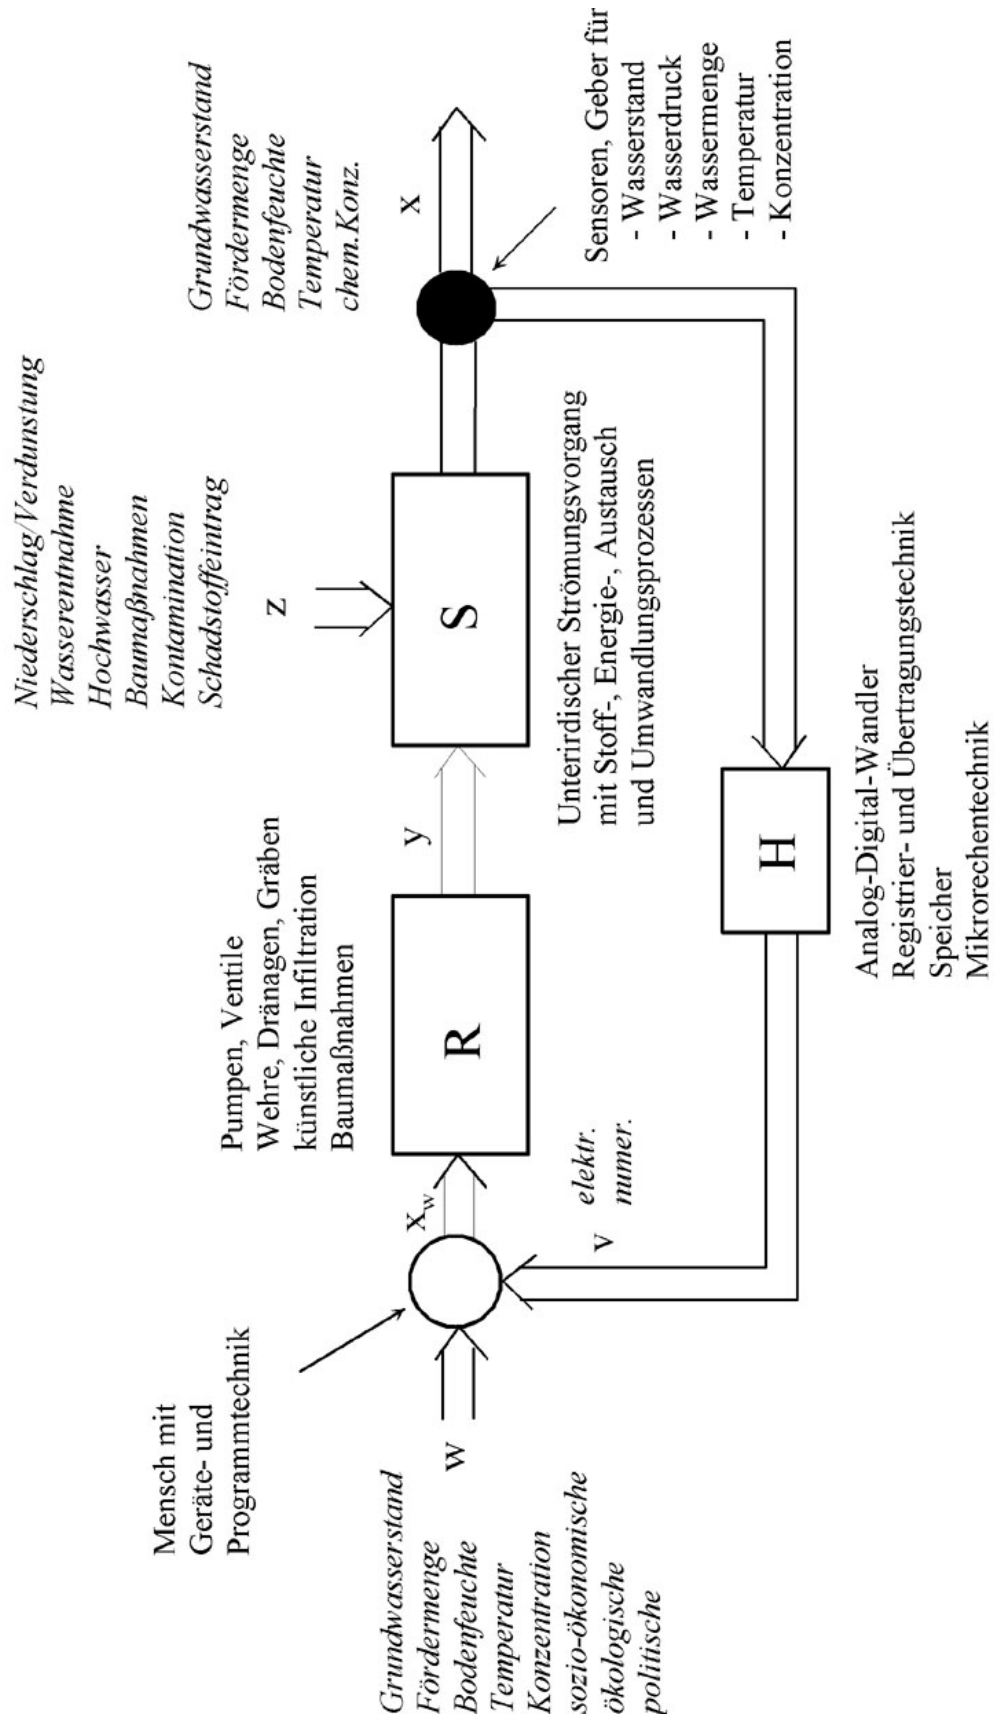 Niederschlag/Verdunstung
Wasserentnahme
Hochwasser
Baumaßnahmen
Kontamination
Schadstoffeintrag
Grundwasserstand
Fördermenge
Bodenfeuchte
Temperatur
chem.Konz.
Mensch mit
Geräte- und
Programmtechnik
Pumpen, Ventile
Wehre, Dränagen, Gräben
künstliche Infiltration
Baumaßnahmen
z
x
Grundwasserstand
Fördermenge
Bodenfeuchte
Temperatur
Konzentration
sozio-ökonomische
ökologische
politische
w
xw
R
y
S
v
elektr.
numer.
Unterirdischer Strömungsvorgang
mit Stoff-, Energie-, Austausch
und Umwandlungsprozessen
Sensoren, Geber für
- Wasserstand
- Wasserdruck
- Wassermenge
- Temperatur
- Konzentration
H
Analog-Digital-Wandler
Registrier- und Übertragungstechnik
Speicher
Mikrorechentechnik